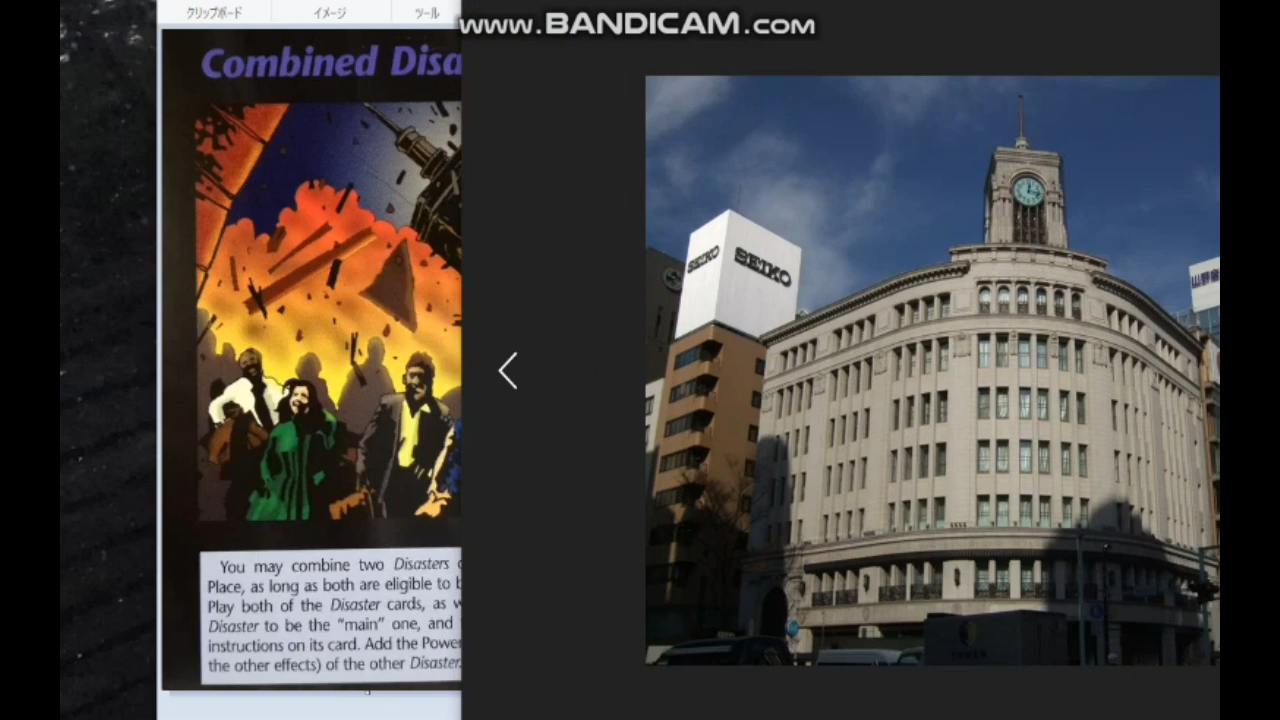 クリップボード
イメージ
ツール
www.BANDICAM.com
Combined Disa
SEIKO
SEIKO
You may combine two Disasters
Place, as long as both are eligible to b
Play both of the Disaster cards, as w
Disaster to be the "main" one, and
instructions on its card. Add the Power
the other effects) of the other Disaster.